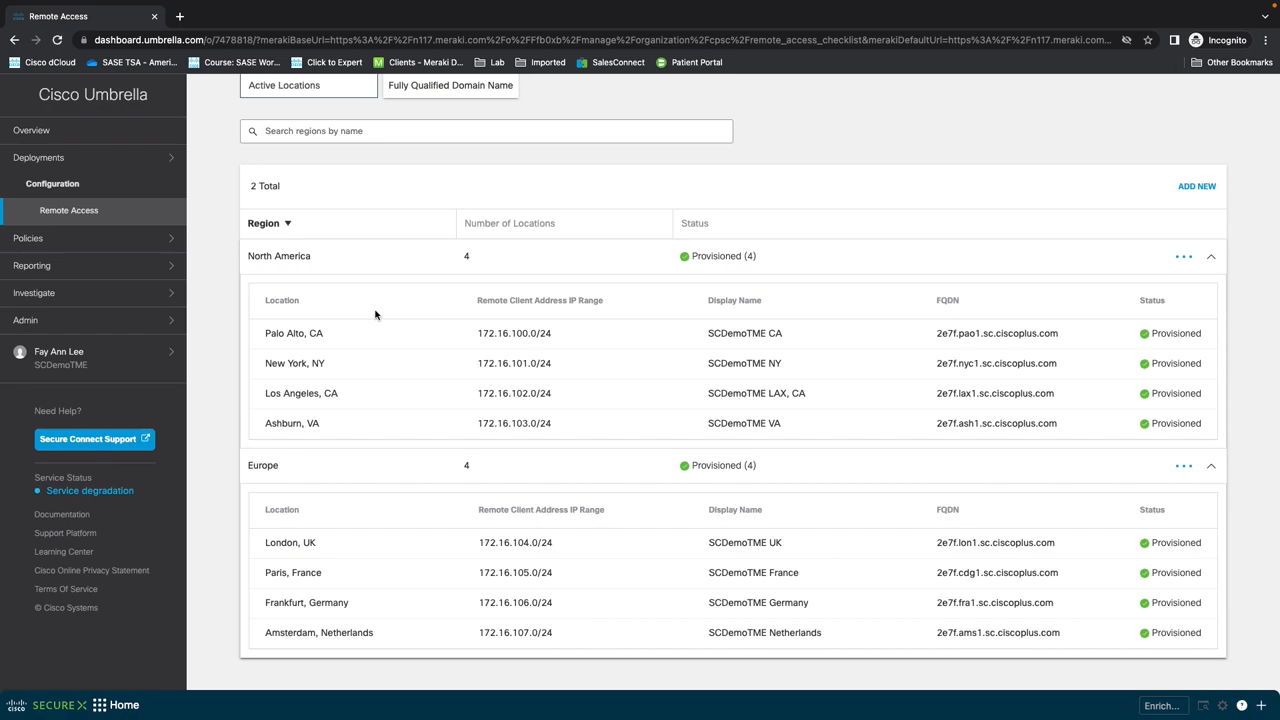 Remote Access
dashboard.umbrella.com/o/7478818/?merakiBaseUrl=https%3A%2F%2Fn117.meraki.com%2Fo%2FFfb0xb%2Fmanage%2Forganization%2Fcpsc%2Fremote_access_checklist&merakiDefaultUrl=https%3A%2F%2Fn117.meraki.com...
Incognito
Cisco dCloud
SASE TSA - Ameri...
Course: SASE Wor...
Click to Expert
Clients - Meraki D...
Lab
Imported
SalesConnect
Patient Portal
Other Bookmarks
Cisco Umbrella
Overview
Deployments
Configuration
Remote Access
Policies
Reporting
Investigate
Admin
Fay Ann Lee
SCDemoTME
Need Help?
Secure Connect Support
Service Status
Service degradation
Documentation
Support Platform
Learning Center
Cisco Online Privacy Statement
Terms Of Service
© Cisco Systems
Active Locations
Fully Qualified Domain Name
Search regions by name
2 Total
ADD NEW
Region Number of Locations Status
North America 4 Provisioned (4)
Location Remote Client Address IP Range Display Name FQDN Status
Palo Alto, CA 172.16.100.0/24 SCDemoTME CA 2e7f.pao1.sc.ciscoplus.com Provisioned
New York, NY 172.16.101.0/24 SCDemoTME NY 2e7f.nyc1.sc.ciscoplus.com Provisioned
Los Angeles, CA 172.16.102.0/24 SCDemoTME LAX, CA 2e7f.lax1.sc.ciscoplus.com Provisioned
Ashburn, VA 172.16.103.0/24 SCDemoTME VA 2e7f.ash1.sc.ciscoplus.com Provisioned
Europe 4 Provisioned (4)
Location Remote Client Address IP Range Display Name FQDN Status
London, UK 172.16.104.0/24 SCDemoTME UK 2e7f.lon1.sc.ciscoplus.com Provisioned
Paris, France 172.16.105.0/24 SCDemoTME France 2e7f.cdg1.sc.ciscoplus.com Provisioned
Frankfurt, Germany 172.16.106.0/24 SCDemoTME Germany 2e7f.fra1.sc.ciscoplus.com Provisioned
Amsterdam, Netherlands 172.16.107.0/24 SCDemoTME Netherlands 2e7f.ams1.sc.ciscoplus.com Provisioned
cisco SECURE X Home
Enrich...